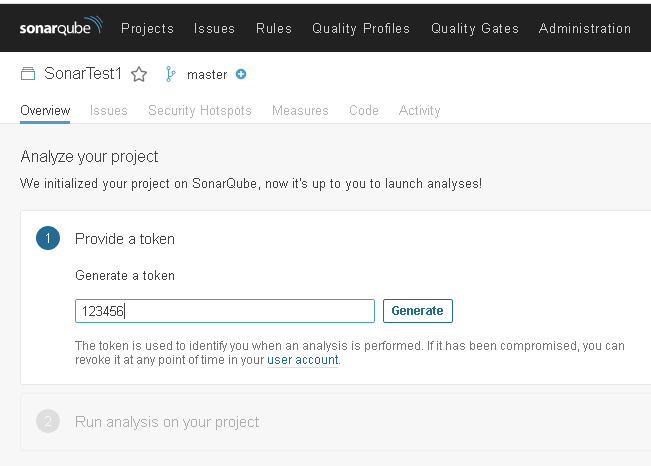 sonarqube Projects Issues Rules Quality Profiles Quality Gates Administration
SonarTest1 master
Overview Issues Security Hotspots Measures Code Activity
Analyze your project
We initialized your project on SonarQube, now it's up to you to launch analyses!
1 Provide a token
Generate a token
123456 Generate
The token is used to identify you when an analysis is performed. If it has been compromised, you can
revoke it at any point of time in your user account.
2 Run analysis on your project